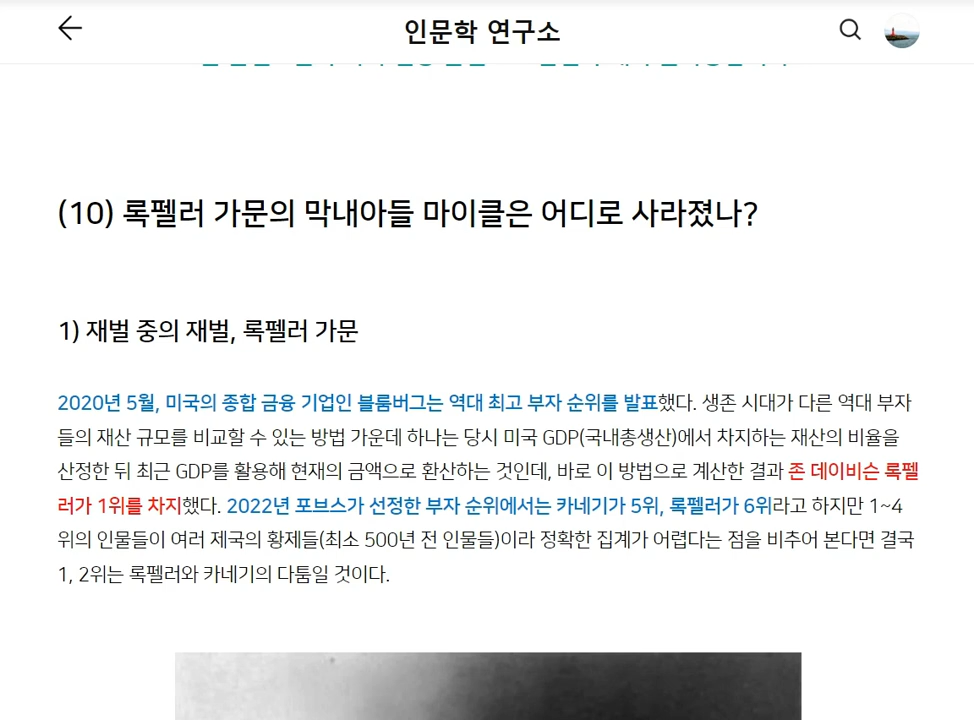 인문학 연구소
(10) 록펠러 가문의 막내아들 마이클은 어디로 사라졌나?
1) 재벌 중의 재벌, 록펠러 가문
2020년 5월, 미국의 종합 금융 기업인 블룸버그는 역대 최고 부자 순위를 발표했다. 생존 시대가 다른 역대 부자
들의 재산 규모를 비교할 수 있는 방법 가운데 하나는 당시 미국 GDP(국내총생산)에서 차지하는 재산의 비율을
산정한 뒤 최근 GDP를 활용해 현재의 금액으로 환산하는 것인데, 바로 이 방법으로 계산한 결과 존 데이비슨 록펠
러가 1위를 차지했다. 2022년 포브스가 선정한 부자 순위에서는 카네기가 5위, 록펠러가 6위라고 하지만 1~4
위의 인물들이 여러 제국의 황제들(최소 500년 전 인물들)이라 정확한 집계가 어렵다는 점을 비추어 본다면 결국
1, 2위는 록펠러와 카네기의 다툼일 것이다.